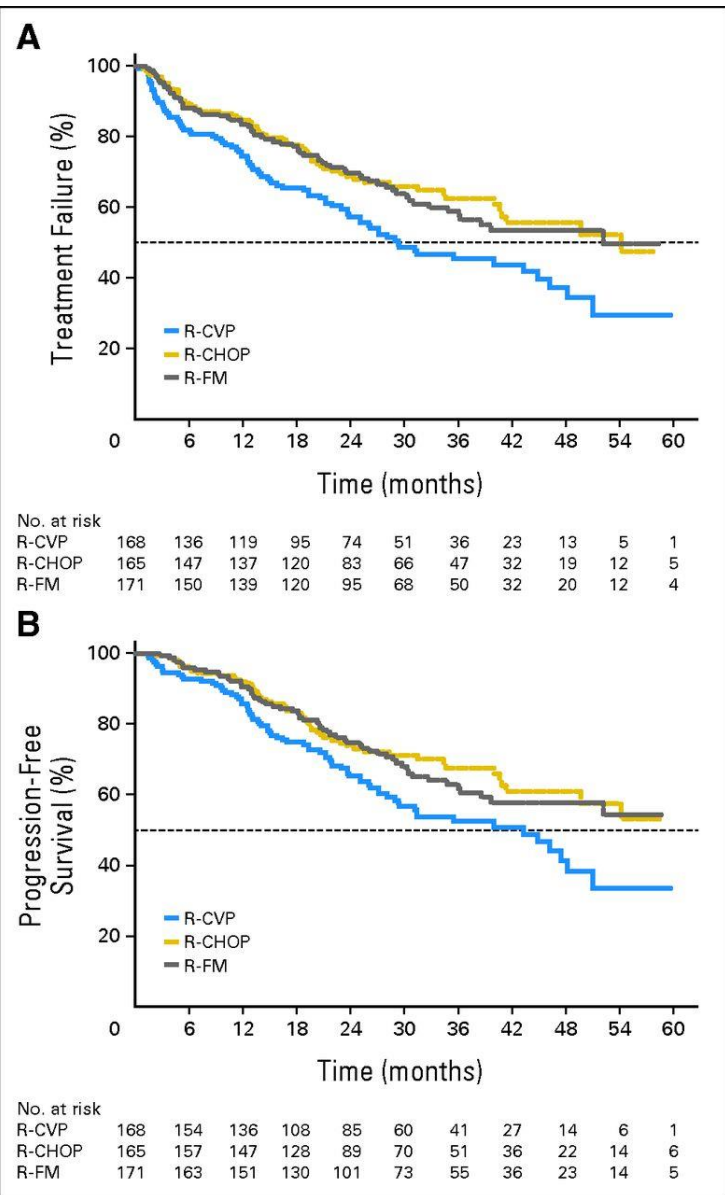 A
Treatment Failure (%)
100
80
60
40
20
R-CVP
R-CHOP
R-FM
0 6 12 18 24 30 36 42 48 54 60
Time (months)
No. at risk
R-CVP 168 136 119 95 74 51 36 23 13 5 1
R-CHOP 165 147 137 120 83 66 47 32 19 12 5
R-FM 171 150 139 120 95 68 50 32 20 12 4
B
Progression-Free
Survival (%)
100
80
60
40
20
R-CVP
R-CHOP
R-FM
0 6 12 18 24 30 36 42 48 54 60
Time (months)
No. at risk
R-CVP 168 154 136 108 85 60 41 27 14 6 1
R-CHOP 165 157 147 128 89 70 51 36 22 14 6
R-FM 171 163 151 130 101 73 55 36 23 14 5